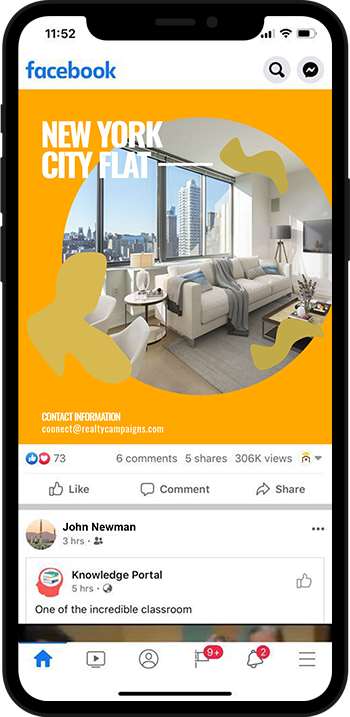 11:52
facebook
NEW YORK
CITY FLAT
CONTACT INFORMATION
connect@realtycampaigns.com
73
6 comments 5 shares 306K views
Like Comment Share
John Newman
3 hrs
Knowledge Portal
5 hrs
One of the incredible classroom
9+ 2